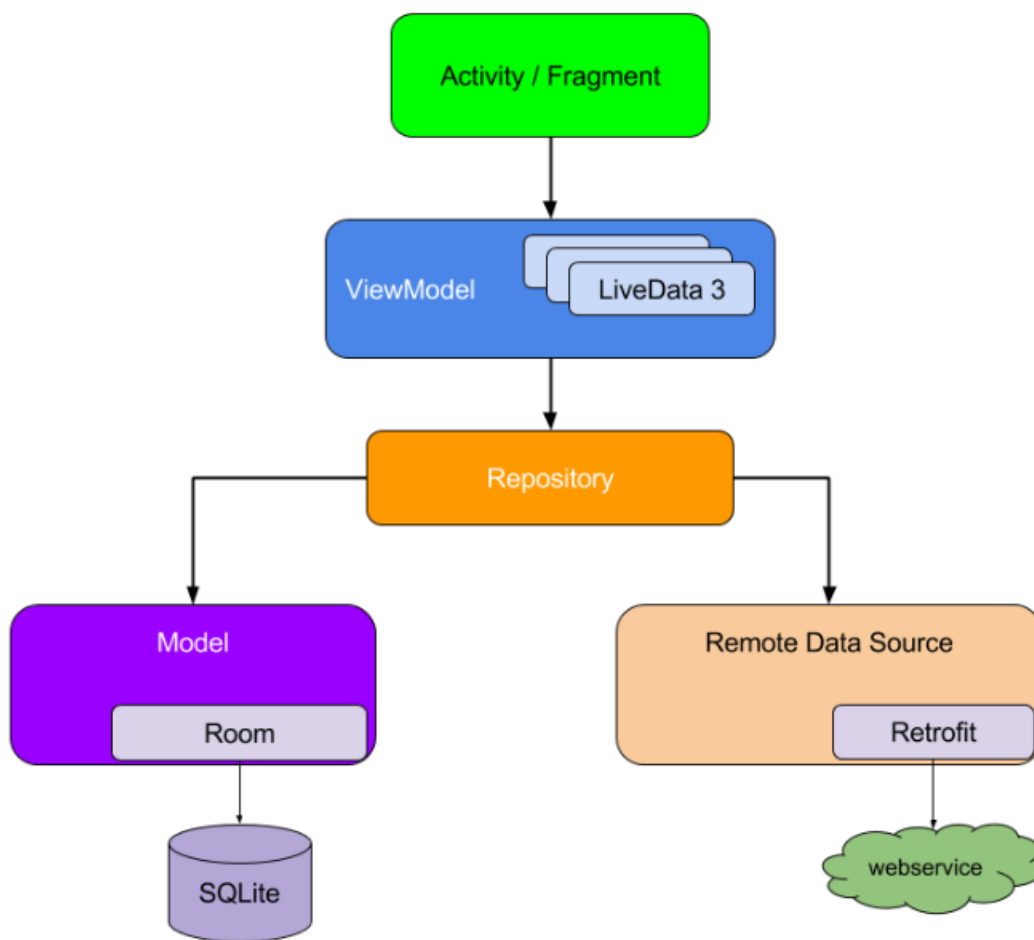 Activity / Fragment
ViewModel
LiveData 3
Repository
Model
Remote Data Source
Room
Retrofit
SQLite
webservice